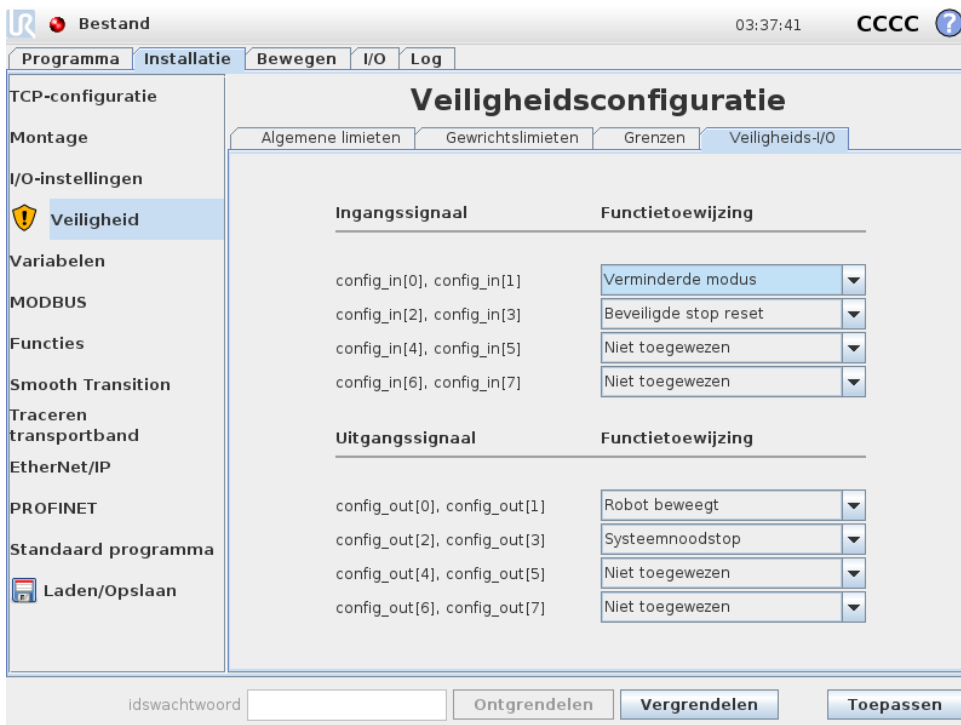 UR Bestand 03:37:41 CCCC ?
Programma Installatie Bewegen I/O Log
TCP-configuratie
Montage
I/O-instellingen
Veiligheid
Variabelen
MODBUS
Functies
Smooth Transition
Traceren
transportband
EtherNet/IP
PROFINET
Standaard programma
Laden/Opslaan
Veiligheidsconfiguratie
Algemene limieten Gewrichtslimieten Grenzen Veiligheids-I/O
Ingangssignaal Functietoewijzing
config_in[0], config_in[1] Verminderde modus
config_in[2], config_in[3] Beveiligde stop reset
config_in[4], config_in[5] Niet toegewezen
config_in[6], config_in[7] Niet toegewezen
Uitgangssignaal Functietoewijzing
config_out[0], config_out[1] Robot beweegt
config_out[2], config_out[3] Systeemnoodstop
config_out[4], config_out[5] Niet toegewezen
config_out[6], config_out[7] Niet toegewezen
idswachtwoord Ontgrendelen Vergrendelen Toepassen